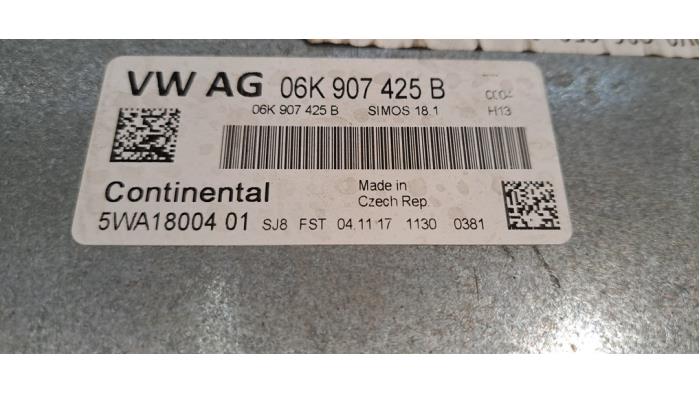 VW AG 06K 907 425 B
06K 907 425 B SIMOS 18.1 H13
Continental Made in
Czech Rep.
5WA18004 01 SJ8 FST 04.11.17 1130 0381